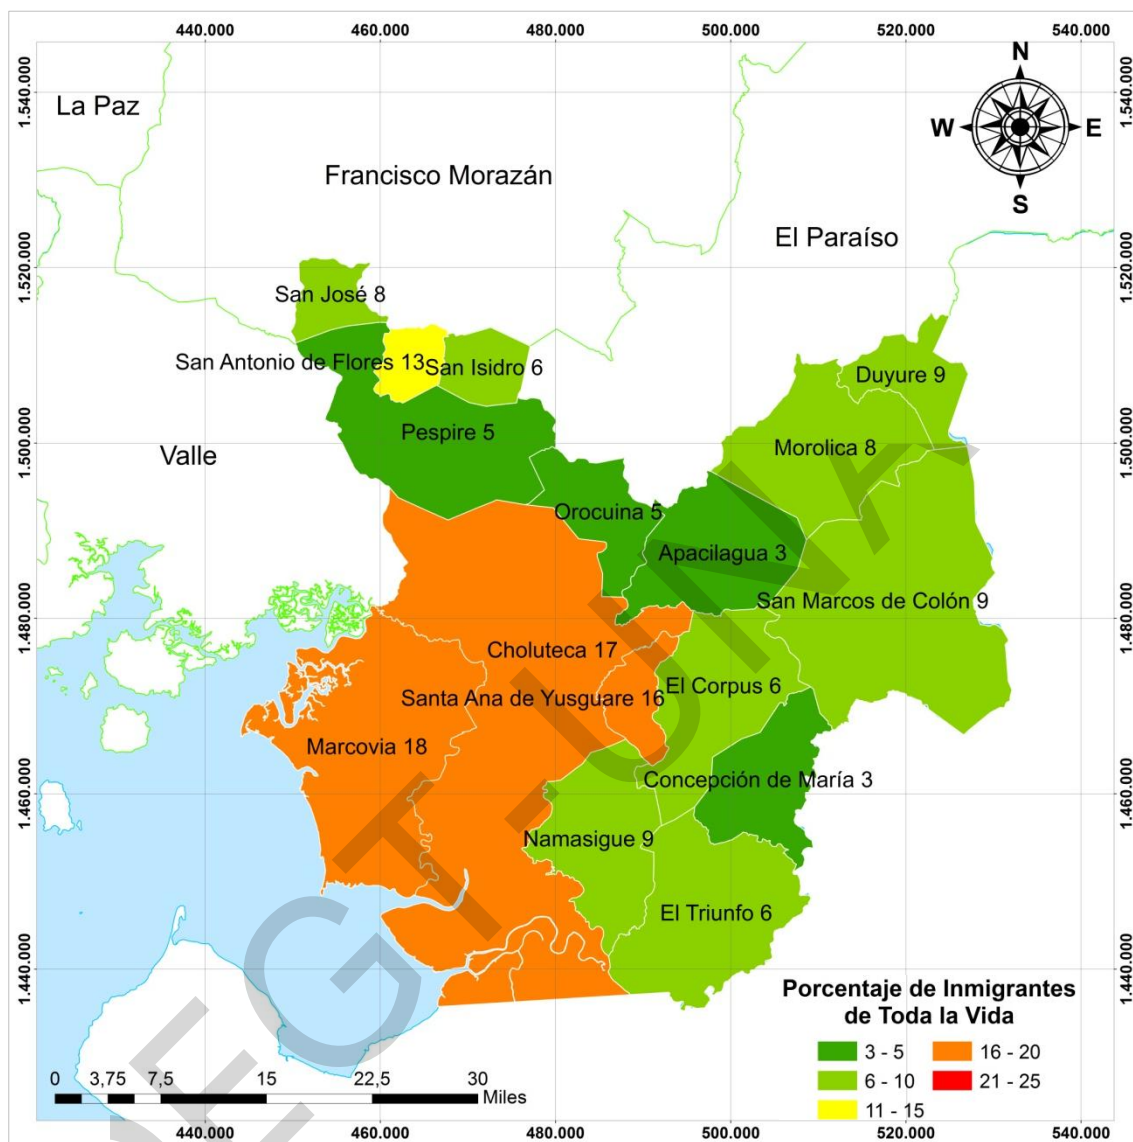 440.000 460.000 480.000 500.000 520.000 540.000
1.540.000 1.540.000
La Paz
N
W E
S
Francisco Morazán
El Paraíso
1.520.000 1.520.000
San José 8
San Antonio de Flores 13
San Isidro 6
Duyure 9
Pespire 5
Morolica 8
Valle
1.500.000 1.500.000
Orocuina 5
Apacilagua 3
San Marcos de Colón 9
1.480.000 1.480.000
Choluteca 17
El Corpus 6
Santa Ana de Yusguare 16
Marcovia 18
Concepción de María 3
1.460.000 1.460.000
Namasigue 9
El Triunfo 6
1.440.000 1.440.000
Porcentaje de Inmigrantes
de Toda la Vida
3 - 5 16 - 20
6 - 10 21 - 25
11 - 15
0 3,75 7,5 15 22,5 30
Miles
440.000 460.000 480.000 500.000 520.000 540.000